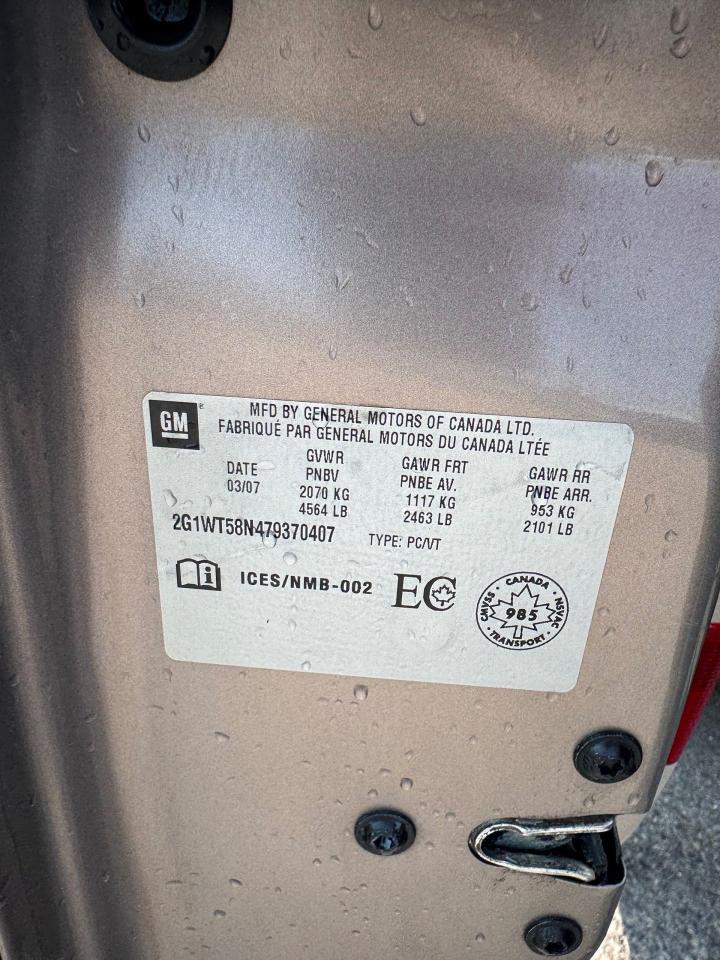 GM
MFD BY GENERAL MOTORS OF CANADA LTD.
FABRIQUÉ PAR GENERAL MOTORS DU CANADA LTÉE
DATE
03/07
GVWR
PNBV
2070 KG
4564 LB
GAWR FRT
PNBE AV.
1117 KG
2463 LB
GAWR RR
PNBE ARR.
953 KG
2101 LB
2G1WT58N479370407
TYPE: PC/VT
i
ICES/NMB-002
EC
CANADA
CMVSS
985
NSVAC
TRANSPORT